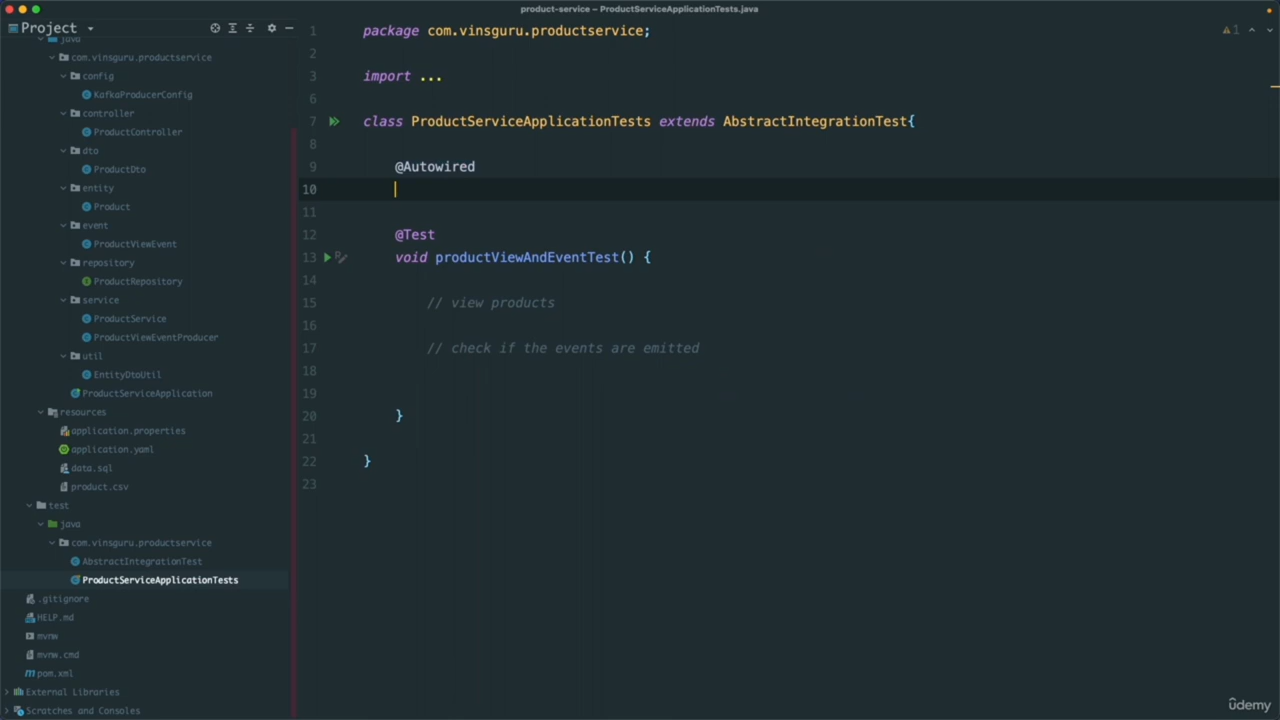 product-service – ProductServiceApplicationTests.java
Project
java
com.vinsguru.productservice
config
KafkaProducerConfig
controller
ProductController
dto
ProductDto
entity
Product
event
ProductViewEvent
repository
ProductRepository
service
ProductService
ProductViewEventProducer
util
EntityDtoUtil
ProductServiceApplication
resources
application.properties
application.yaml
data.sql
product.csv
test
java
com.vinsguru.productservice
AbstractIntegrationTest
ProductServiceApplicationTests
.gitignore
HELP.md
mvnw
mvnw.cmd
pom.xml
External Libraries
Scratches and Consoles
1 package com.vinsguru.productservice;
2
3 import ...
6
7 class ProductServiceApplicationTests extends AbstractIntegrationTest{
8
9 @Autowired
10
11
12 @Test
13 void productViewAndEventTest() {
14
15 // view products
16
17 // check if the events are emitted
18
19
20 }
21
22 }
23
1
udemy